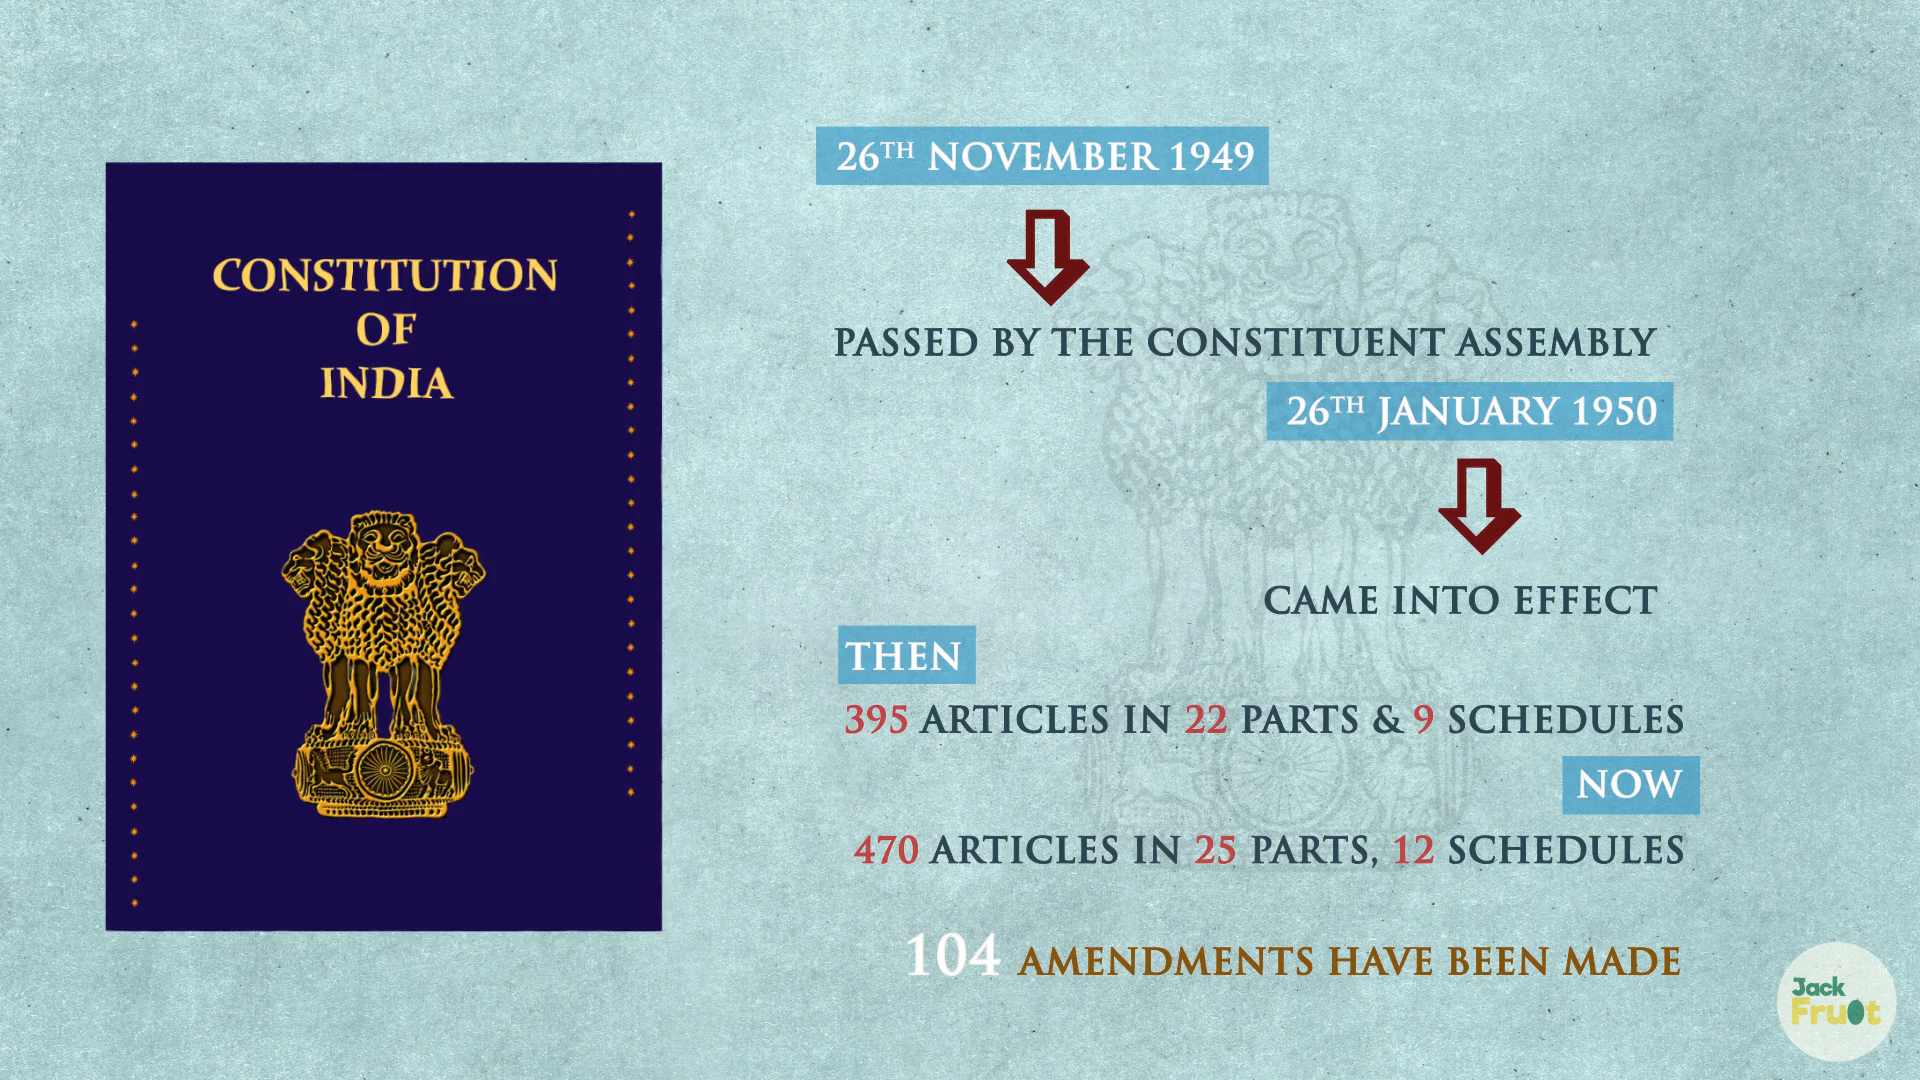 CONSTITUTION
OF
INDIA
26TH NOVEMBER 1949
PASSED BY THE CONSTITUENT ASSEMBLY
26TH JANUARY 1950
CAME INTO EFFECT
THEN
395 ARTICLES IN 22 PARTS & 9 SCHEDULES
NOW
470 ARTICLES IN 25 PARTS, 12 SCHEDULES
104 AMENDMENTS HAVE BEEN MADE
Jack
Fruit